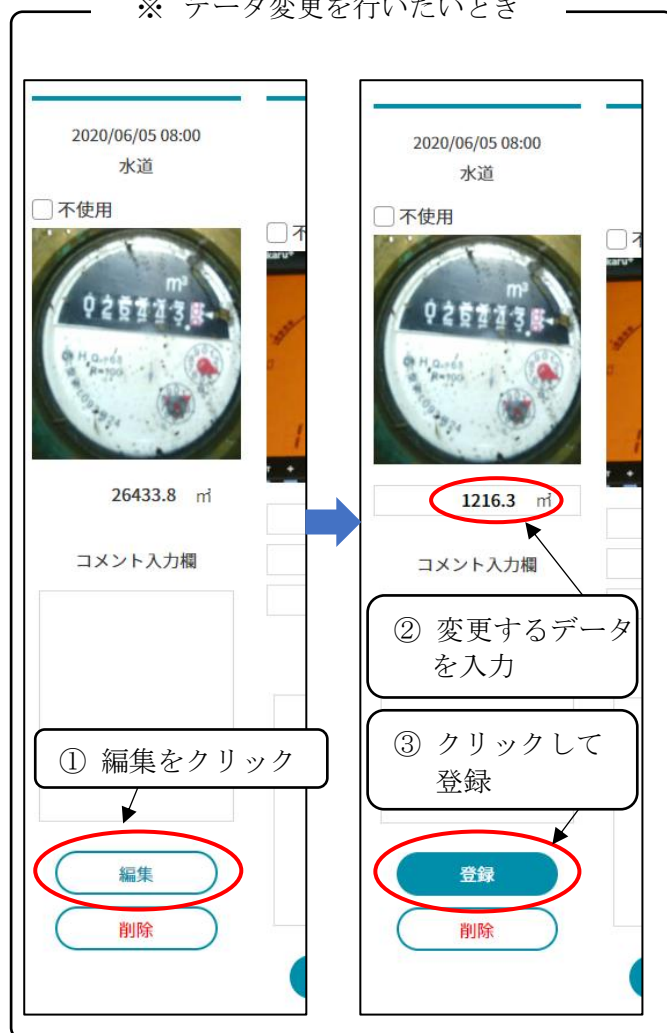 ※ データ変更を行いたいとき
2020/06/05 08:00
水道
不使用
m³
26433.8 ㎥
コメント入力欄
① 編集をクリック
編集
削除
2020/06/05 08:00
水道
不使用
m³
1216.3 ㎥
コメント入力欄
② 変更するデータ
を入力
③ クリックして
登録
登録
削除